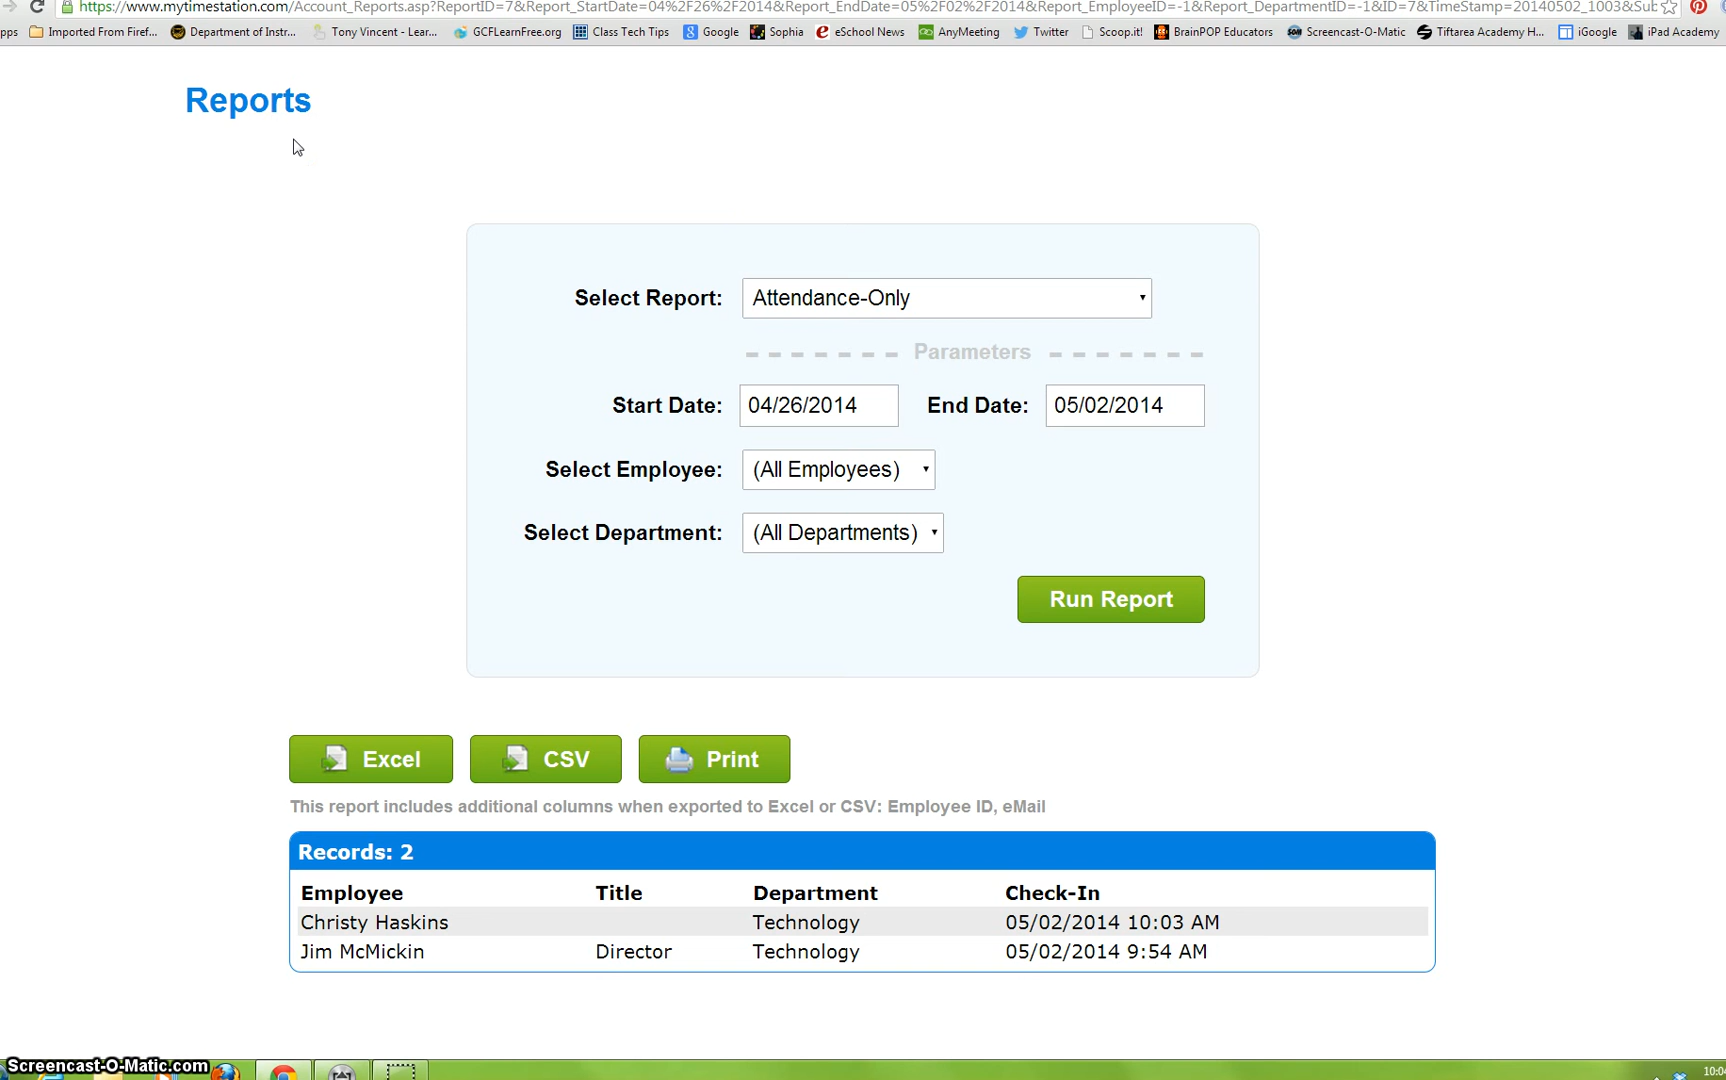 https://www.mytimestation.com/Account_Reports.asp?ReportID=7&Report_StartDate=04%2F26%2F2014&Report_EndDate=05%2F02%2F2014&Report_EmployeeID=-1&Report_DepartmentID=-1&ID=7&TimeStamp=20140502_1003&Sub
pps Imported From Firef... Department of Instr... Tony Vincent - Lear... GCFLearnFree.org Class Tech Tips Google Sophia eSchool News AnyMeeting Twitter Scoop.it! BrainPOP Educators Screencast-O-Matic Tiftarea Academy H... iGoogle iPad Academy
Reports
Select Report: Attendance-Only
Parameters
Start Date: 04/26/2014 End Date: 05/02/2014
Select Employee: (All Employees)
Select Department: (All Departments)
Run Report
Excel CSV Print
This report includes additional columns when exported to Excel or CSV: Employee ID, eMail
Records: 2
Employee Title Department Check-In
Christy Haskins Technology 05/02/2014 10:03 AM
Jim McMickin Director Technology 05/02/2014 9:54 AM
Screencast-O-Matic.com
10:04